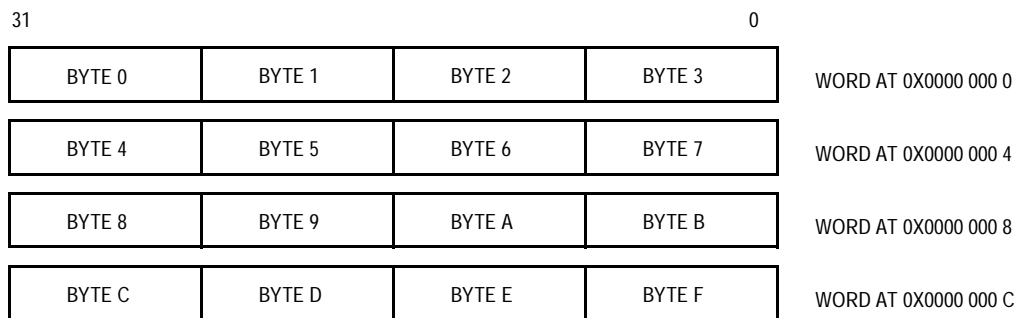 31 0
BYTE 0 BYTE 1 BYTE 2 BYTE 3 WORD AT 0X0000 000 0
BYTE 4 BYTE 5 BYTE 6 BYTE 7 WORD AT 0X0000 000 4
BYTE 8 BYTE 9 BYTE A BYTE B WORD AT 0X0000 000 8
BYTE C BYTE D BYTE E BYTE F WORD AT 0X0000 000 C